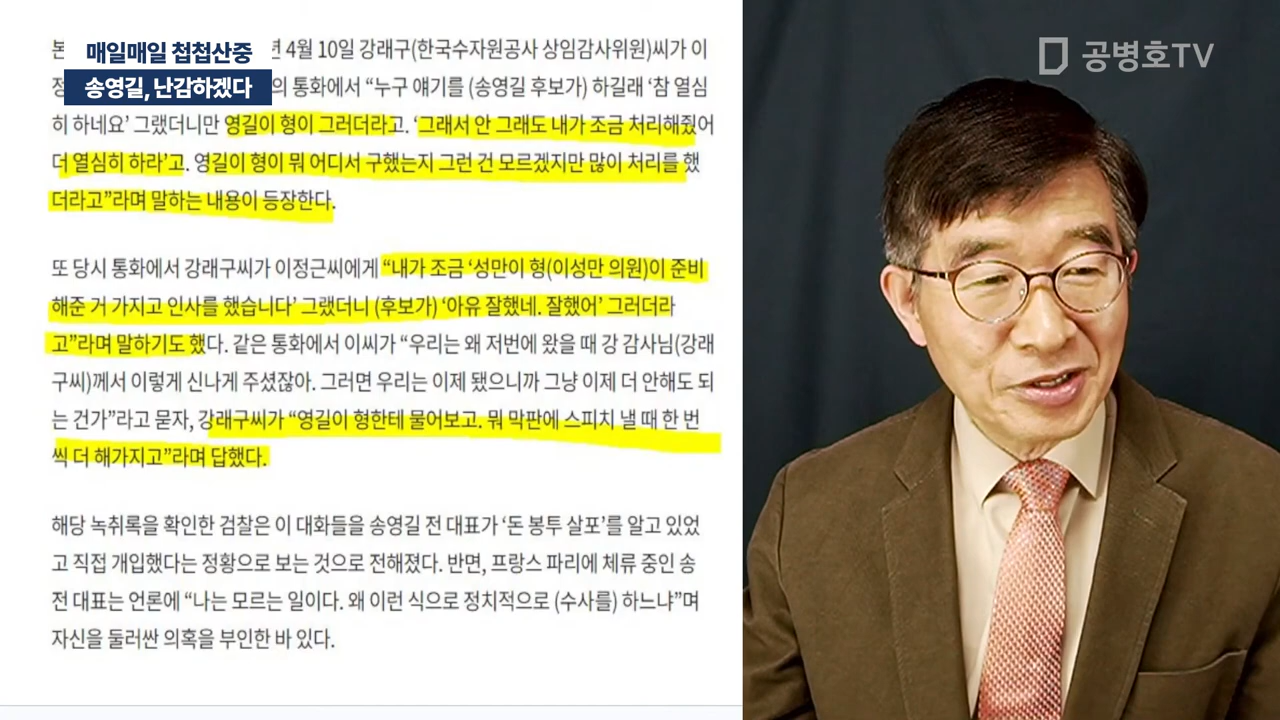 매일매일 첩첩산중
송영길, 난감하겠다
공병호TV
4월 10일 강래구(한국수자원공사 상임감사위원)씨가 이
의 통화에서 “누구 얘기를 (송영길 후보가) 하길래 ‘참 열심
히 하네요’ 그랬더니만 영길이 형이 그러더라고. ‘그래서 안 그래도 내가 조금 처리해줬어
더 열심히 하라’고. 영길이 형이 뭐 어디서 구했는지 그런 건 모르겠지만 많이 처리를 했
더라고”라며 말하는 내용이 등장한다.
또 당시 통화에서 강래구씨가 이정근씨에게 “내가 조금 ‘성만이 형(이성만 의원)이 준비
해준 거 가지고 인사를 했습니다’ 그랬더니 (후보가) ‘아유 잘했네. 잘했어’ 그러더라
고”라며 말하기도 했다. 같은 통화에서 이씨가 “우리는 왜 저번에 왔을 때 강 감사님(강래
구씨)께서 이렇게 신나게 주셨잖아. 그러면 우리는 이제 됐으니까 그냥 이제 더 안해도 되
는 건가”라고 묻자, 강래구씨가 “영길이 형한테 물어보고. 뭐 막판에 스피치 낼 때 한 번
씩 더 해가지고”라며 답했다.
해당 녹취록을 확인한 검찰은 이 대화들을 송영길 전 대표가 ‘돈 봉투 살포’를 알고 있었
고 직접 개입했다는 정황으로 보는 것으로 전해졌다. 반면, 프랑스 파리에 체류 중인 송
전 대표는 언론에 “나는 모르는 일이다. 왜 이런 식으로 정치적으로 (수사를) 하느냐”며
자신을 둘러싼 의혹을 부인한 바 있다.